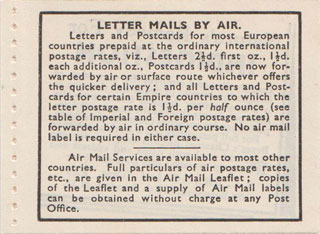 LETTER MAILS BY AIR.
Letters and Postcards for most European
countries prepaid at the ordinary international
postage rates, viz., Letters 2½d. first oz., 1½d.
each additional oz., Postcards 1½d., are now for-
warded by air or surface route whichever offers
the quicker delivery; and all Letters and Post-
cards for certain Empire countries to which the
letter postage rate is 1½d. per half ounce (see
table of Imperial and Foreign postage rates) are
forwarded by air in ordinary course. No air mail
label is required in either case.
Air Mail Services are available to most other
countries. Full particulars of air postage rates,
etc., are given in the Air Mail Leaflet; copies
of the Leaflet and a supply of Air Mail labels
can be obtained without charge at any Post
Office.